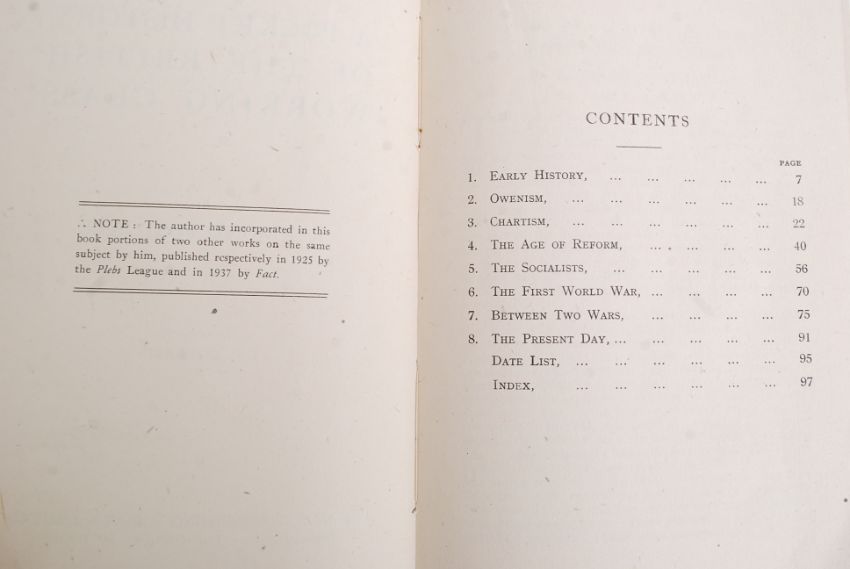 ∴ NOTE : The author has incorporated in this
book portions of two other works on the same
subject by him, published respectively in 1925 by
the Plebs League and in 1937 by Fact.
CONTENTS
PAGE
1. EARLY HISTORY, ... ... ... ... ... 7
2. OWENISM, ... ... ... ... ... ... 18
3. CHARTISM, ... ... ... ... ... ... 22
4. THE AGE OF REFORM, ... ... ... ... 40
5. THE SOCIALISTS, ... ... ... ... ... 56
6. THE FIRST WORLD WAR, ... ... ... ... 70
7. BETWEEN TWO WARS, ... ... ... ... 75
8. THE PRESENT DAY, ... ... ... ... ... 91
DATE LIST, ... ... ... ... ... ... 95
INDEX, ... ... ... ... ... ... 97